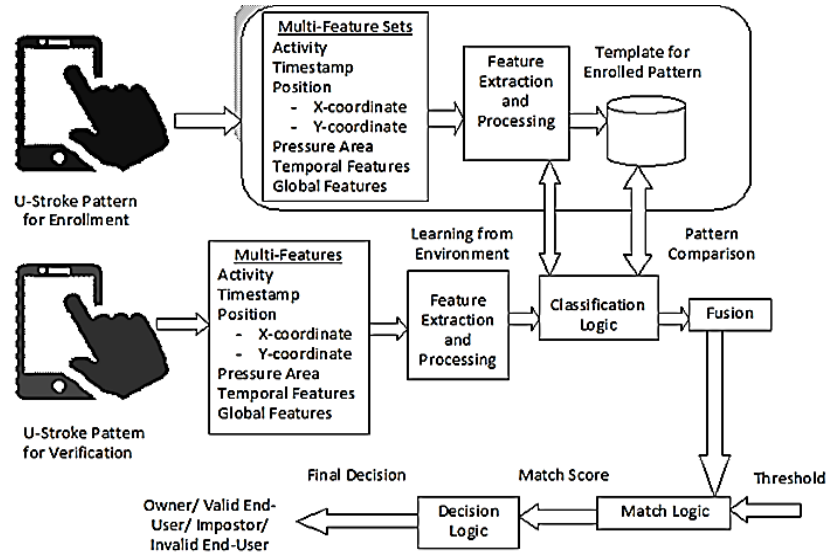 Multi-Feature Sets
Activity
Timestamp
Position
- X-coordinate
- Y-coordinate
Pressure Area
Temporal Features
Global Features
Feature
Extraction
and
Processing
Template for
Enrolled Pattern
U-Stroke Pattern
for Enrollment
Learning from
Environment
Pattern
Comparison
Multi-Features
Activity
Timestamp
Position
- X-coordinate
- Y-coordinate
Pressure Area
Temporal Features
Global Features
Feature
Extraction
and
Processing
Classification
Logic
Fusion
U-Stroke Pattem
for Verification
Final Decision
Match Score
Threshold
Owner/ Valid End-
User/ Impostor/
Invalid End-User
Decision
Logic
Match Logic